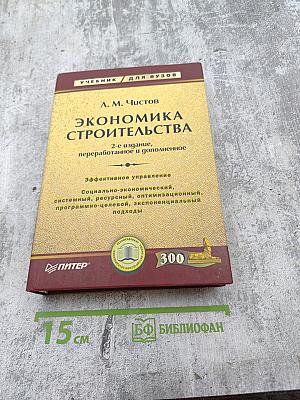 УЧЕБНИК ДЛЯ ВУЗОВ
Л. М. Чистов
ЭКОНОМИКА
СТРОИТЕЛЬСТВА
2-е издание,
переработанное и дополненное
Эффективное управление
Социально-экономический,
системный, ресурсный, оптимизационный,
программно-целевой, экспоненциальный
подходы
300
ПИТЕР
15 см
БФ БИБЛИОФАН